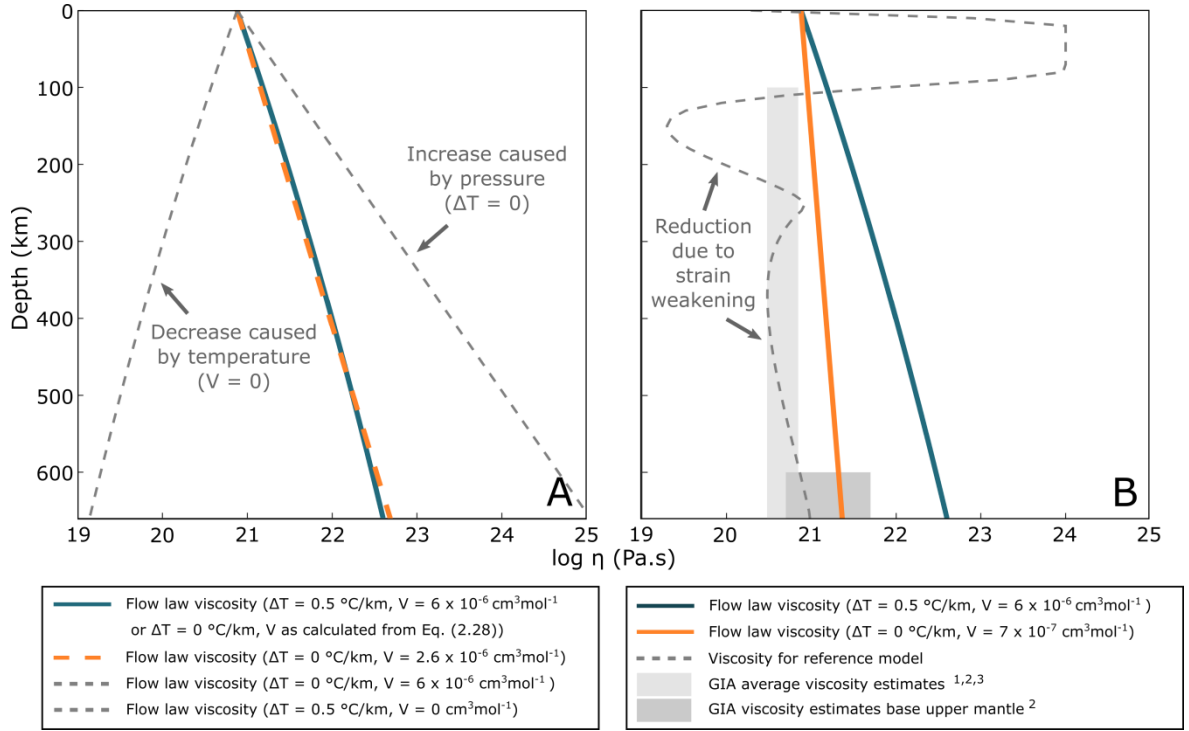 0
100
200
300
400
500
600
Depth (km)
19
20
21
22
23
24
25
Increase caused
by pressure
(ΔT = 0)
Decrease caused
by temperature
(V = 0)
A
Reduction
due to
strain
weakening
B
19
20
21
22
23
24
25
log η (Pa.s)
Flow law viscosity (ΔT = 0.5 °C/km, V = 6 x 10⁻⁶ cm³mol⁻¹
or ΔT = 0 °C/km, V as calculated from Eq. (2.28))
Flow law viscosity (ΔT = 0 °C/km, V = 2.6 x 10⁻⁶ cm³mol⁻¹)
Flow law viscosity (ΔT = 0 °C/km, V = 6 x 10⁻⁶ cm³mol⁻¹)
Flow law viscosity (ΔT = 0.5 °C/km, V = 0 cm³mol⁻¹)
Flow law viscosity (ΔT = 0.5 °C/km, V = 6 x 10⁻⁶ cm³mol⁻¹)
Flow law viscosity (ΔT = 0 °C/km, V = 7 x 10⁻⁷ cm³mol⁻¹)
Viscosity for reference model
GIA average viscosity estimates ¹,²,³
GIA viscosity estimates base upper mantle ²